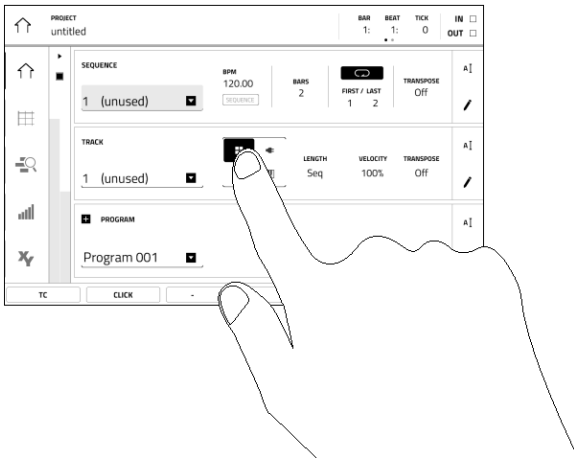 PROJECT
untitled
BAR BEAT TICK
1: 1: 0
IN
OUT
SEQUENCE
1 (unused)
BPM
120.00
SEQUENCE
BARS
2
FIRST / LAST
1 2
TRANSPOSE
Off
TRACK
1 (unused)
LENGTH
Seq
VELOCITY
100%
TRANSPOSE
Off
PROGRAM
Program 001
A
A
A
XY
TC CLICK -